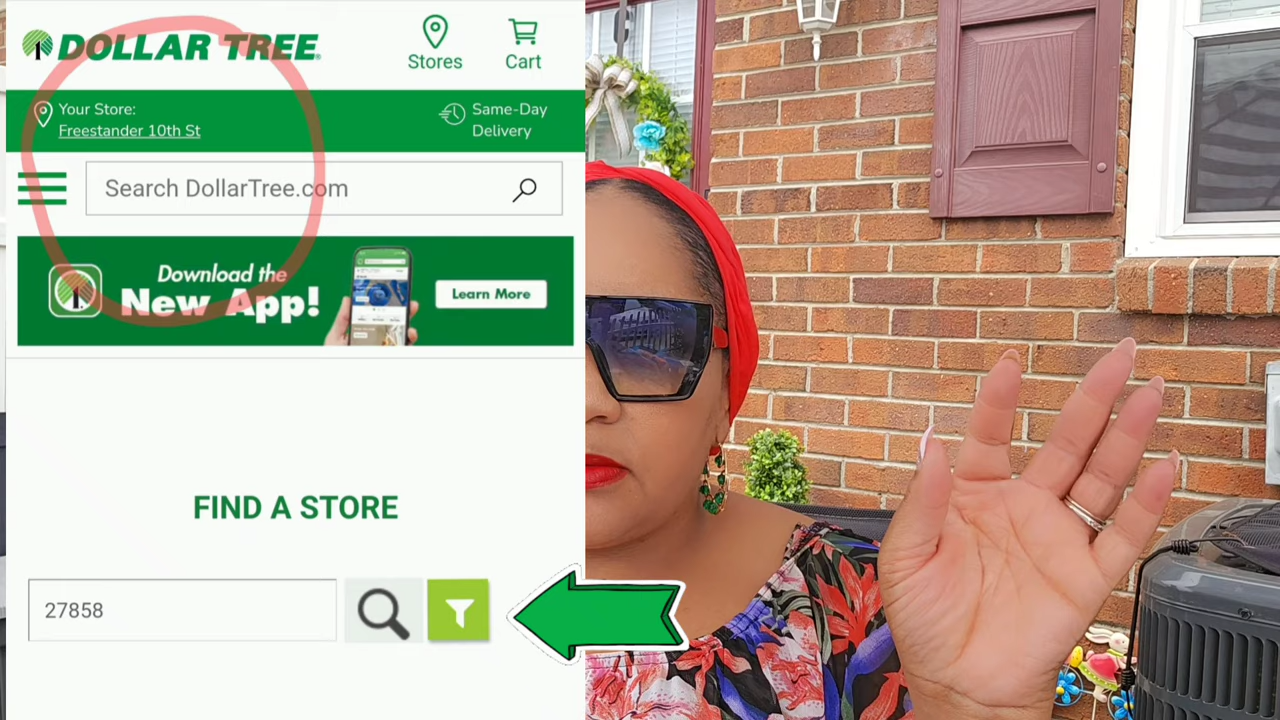 DOLLAR TREE
Stores
Cart
Your Store:
Freestander 10th St
Same-Day
Delivery
Search DollarTree.com
Download the
New App!
Learn More
FIND A STORE
27858